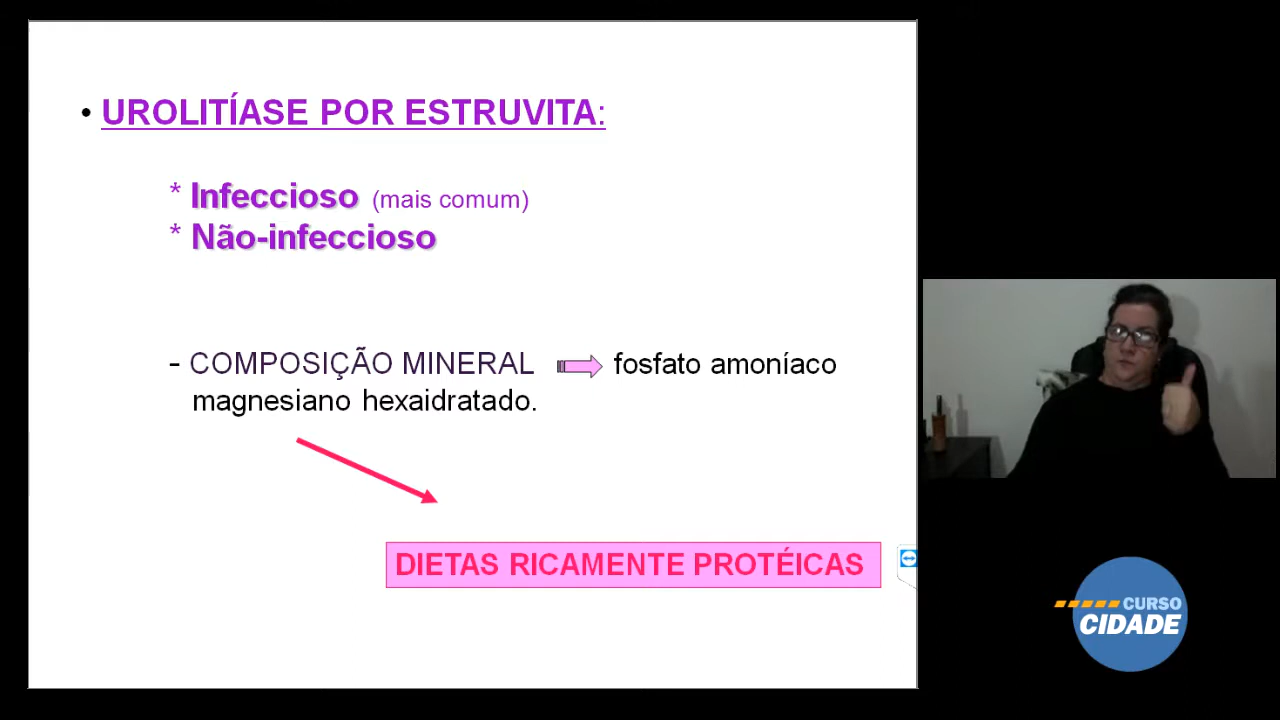 • UROLITÍASE POR ESTRUVITA:
* Infeccioso (mais comum)
* Não-infeccioso
- COMPOSIÇÃO MINERAL fosfato amoníaco
magnesiano hexaidratado.
DIETAS RICAMENTE PROTÉICAS
CURSO
CIDADE